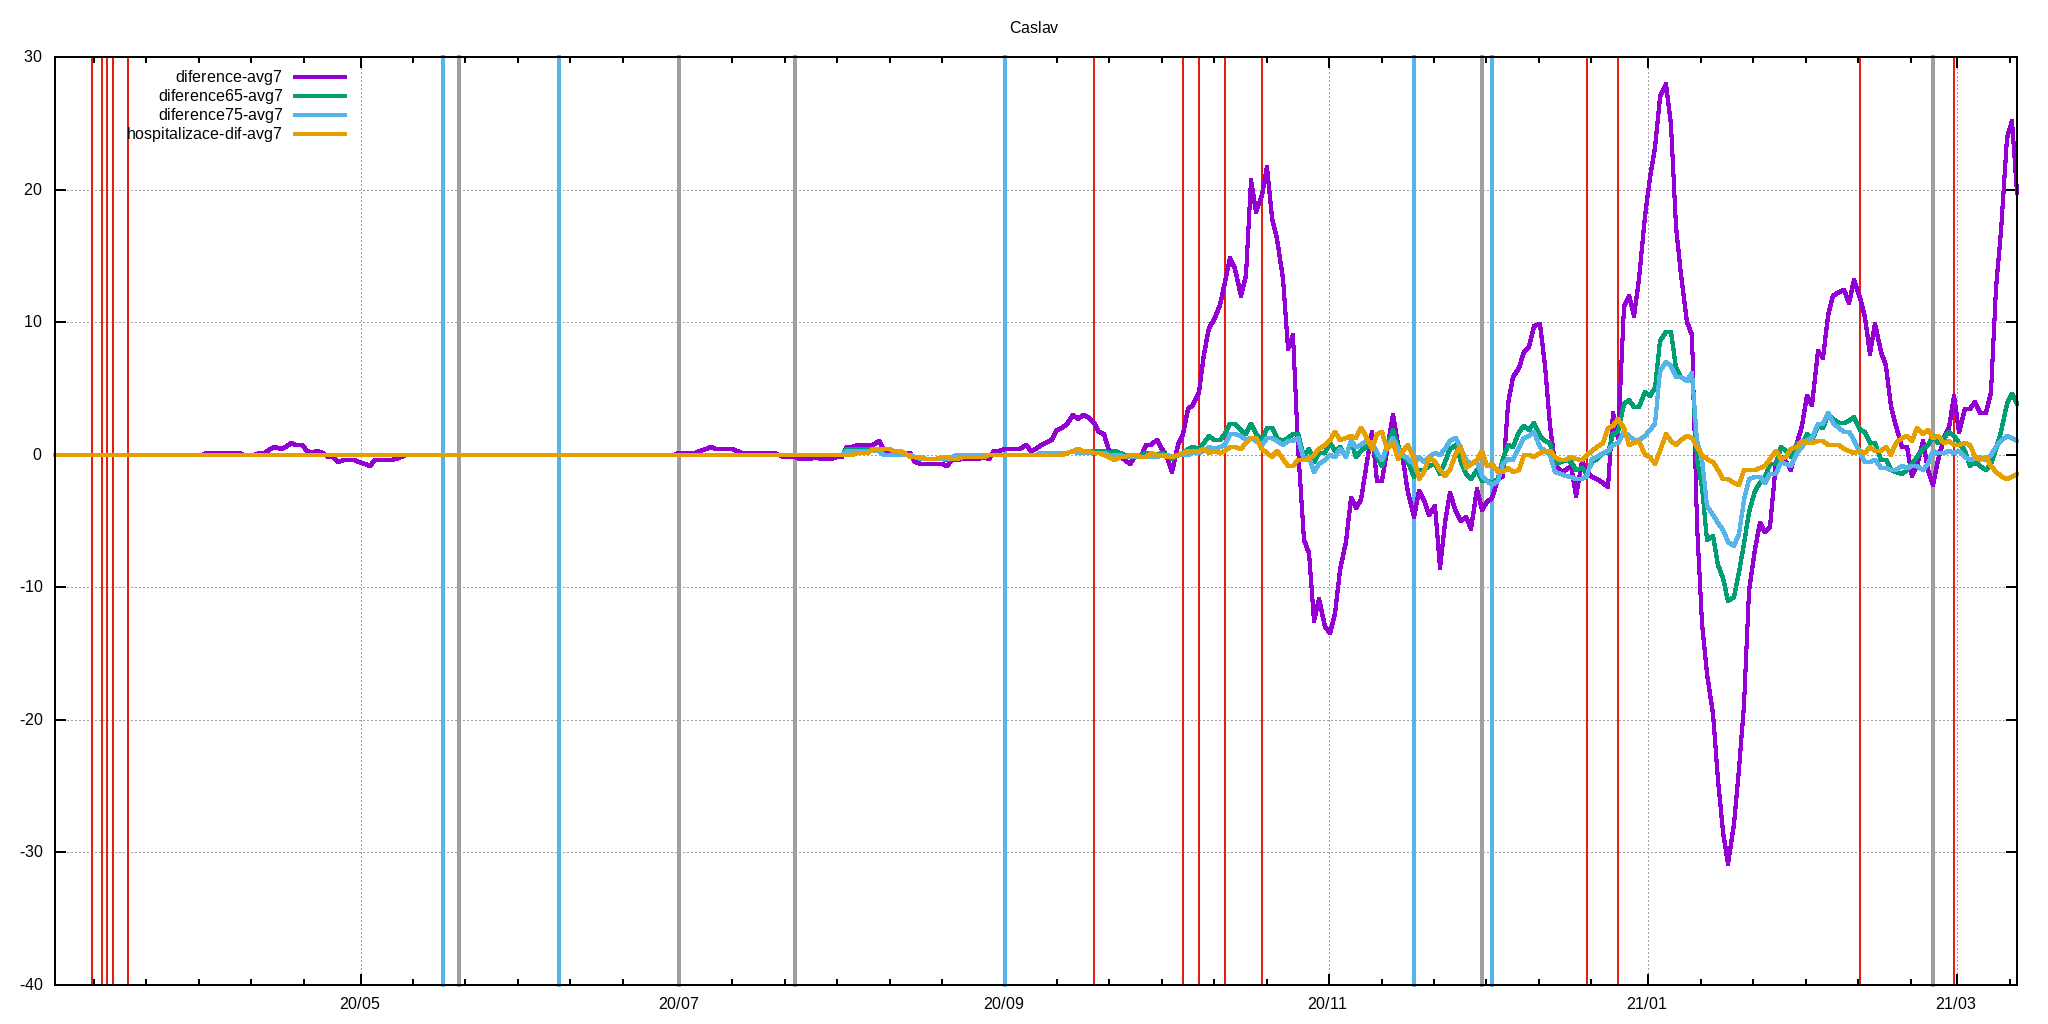 Caslav
30
diference-avg7
diference65-avg7
diference75-avg7
hospitalizace-dif-avg7
20
10
0
-10
-20
-30
-40
20/05 20/07 20/09 20/11 21/01 21/03